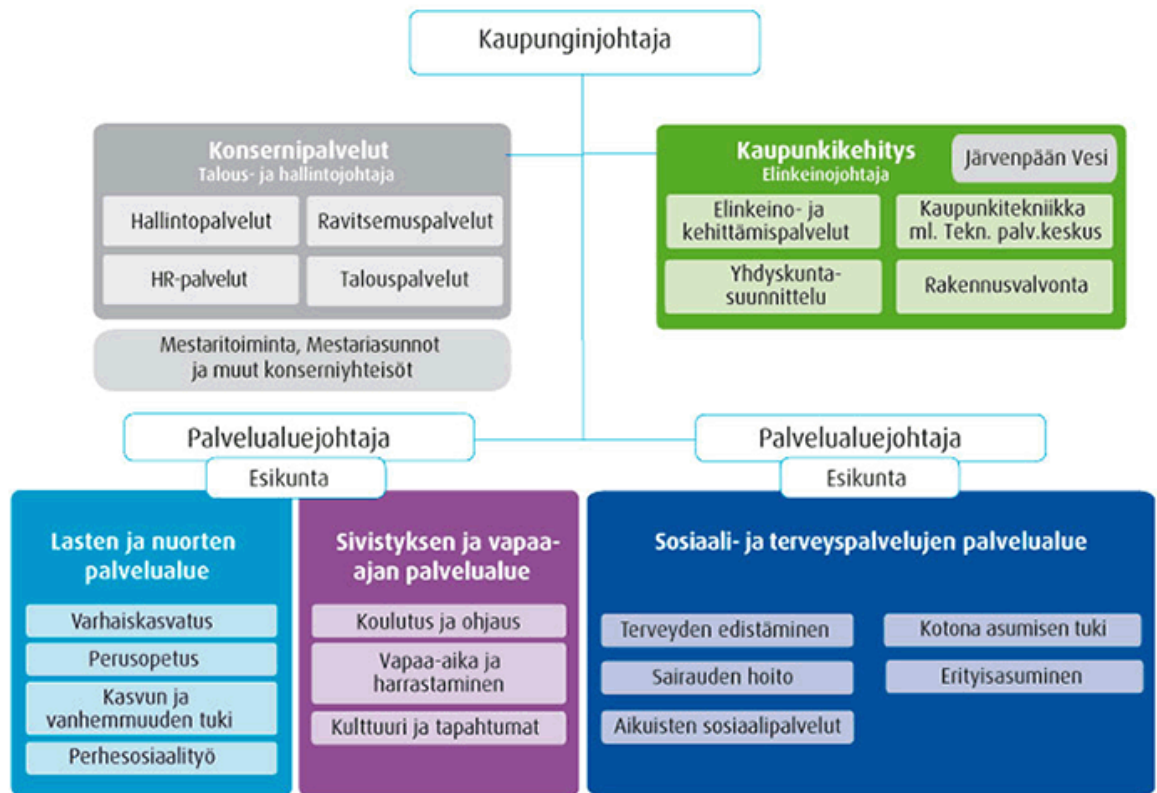 Kaupunginjohtaja
Konsernipalvelut
Talous- ja hallintojohtaja
Hallintopalvelut
Ravitsemuspalvelut
HR-palvelut
Talouspalvelut
Mestaritoiminta, Mestariasunnot
ja muut konserniyhteisöt
Kaupunkikehitys
Elinkeinojohtaja
Järvenpään Vesi
Elinkeino- ja
kehittämispalvelut
Kaupunkitekniikka
ml. Tekn. palv.keskus
Yhdyskunta-
suunnittelu
Rakennusvalvonta
Palvelualuejohtaja
Esikunta
Lasten ja nuorten
palvelualue
Varhaiskasvatus
Perusopetus
Kasvun ja
vanhemmuuden tuki
Perhesosiaalityö
Sivistyksen ja vapaa-
ajan palvelualue
Koulutus ja ohjaus
Vapaa-aika ja
harrastaminen
Kulttuuri ja tapahtumat
Palvelualuejohtaja
Esikunta
Sosiaali- ja terveyspalvelujen palvelualue
Terveyden edistäminen
Sairauden hoito
Aikuisten sosiaalipalvelut
Kotona asumisen tuki
Erityisasuminen